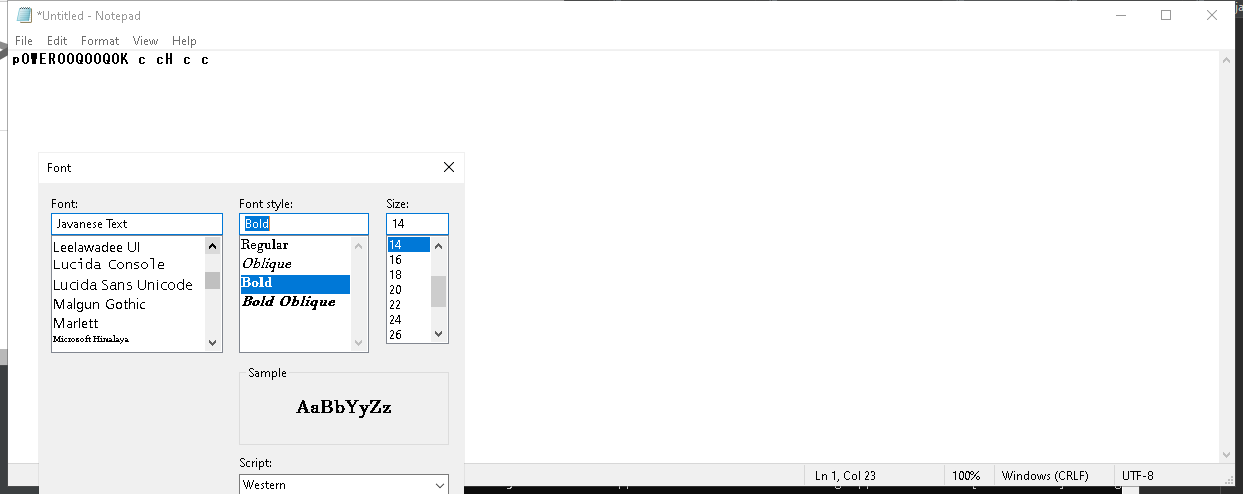 *Untitled - Notepad
File Edit Format View Help
pOWEROOQOOQOK c cH c c
Font
Font: Font style: Size:
Javanese Text Bold 14
Leelawadee UI Regular 14
Lucida Console Oblique 16
Lucida Sans Unicode Bold 18
Malgun Gothic Bold Oblique 20
Marlett 22
Microsoft Himalaya 24
26
Sample
AaBbYyZz
Script:
Western
Ln 1, Col 23 100% Windows (CRLF) UTF-8